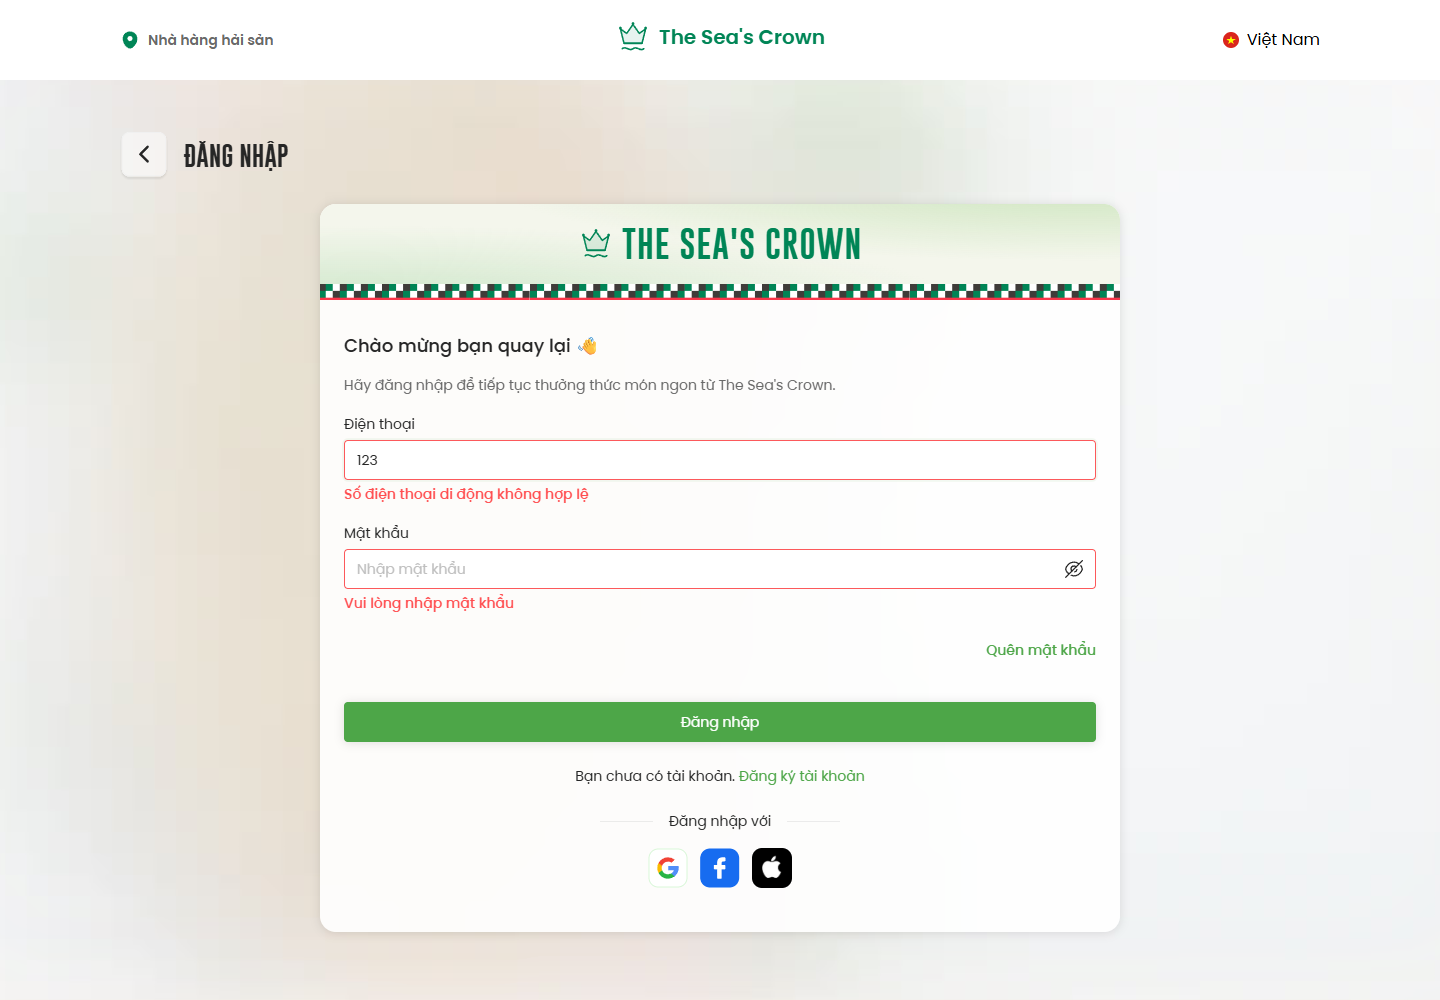 Nhà hàng hải sản
The Sea's Crown
Việt Nam
ĐĂNG NHẬP
THE SEA'S CROWN
Chào mừng bạn quay lại 👋
Hãy đăng nhập để tiếp tục thưởng thức món ngon từ The Sea's Crown.
Điện thoại
123
Số điện thoại di động không hợp lệ
Mật khẩu
Nhập mật khẩu
Vui lòng nhập mật khẩu
Quên mật khẩu
Đăng nhập
Bạn chưa có tài khoản. Đăng ký tài khoản
Đăng nhập với